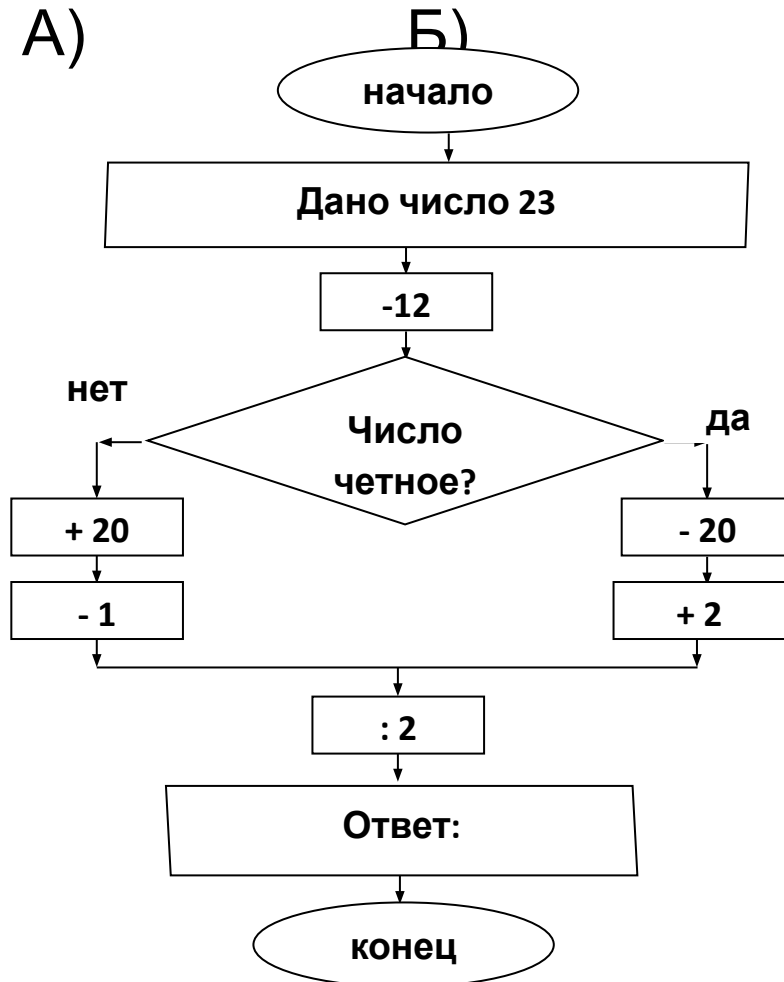 А) Б)
начало
Дано число 23
-12
нет
да
Число
четное?
+ 20
- 20
- 1
+ 2
: 2
Ответ:
конец